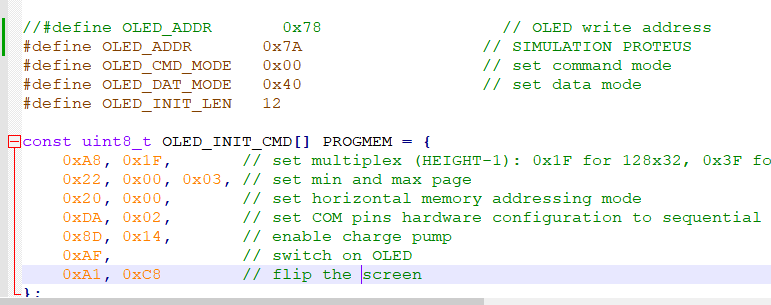 //#define OLED_ADDR       0x78                  // OLED write address
#define OLED_ADDR       0x7A                  // SIMULATION PROTEUS
#define OLED_CMD_MODE   0x00                  // set command mode
#define OLED_DAT_MODE   0x40                  // set data mode
#define OLED_INIT_LEN   12
const uint8_t OLED_INIT_CMD[] PROGMEM = {
    0xA8, 0x1F,       // set multiplex (HEIGHT-1): 0x1F for 128x32, 0x3F fo
    0x22, 0x00, 0x03, // set min and max page
    0x20, 0x00,       // set horizontal memory addressing mode
    0xDA, 0x02,       // set COM pins hardware configuration to sequential
    0x8D, 0x14,       // enable charge pump
    0xAF,             // switch on OLED
    0xA1, 0xC8        // flip the screen
};